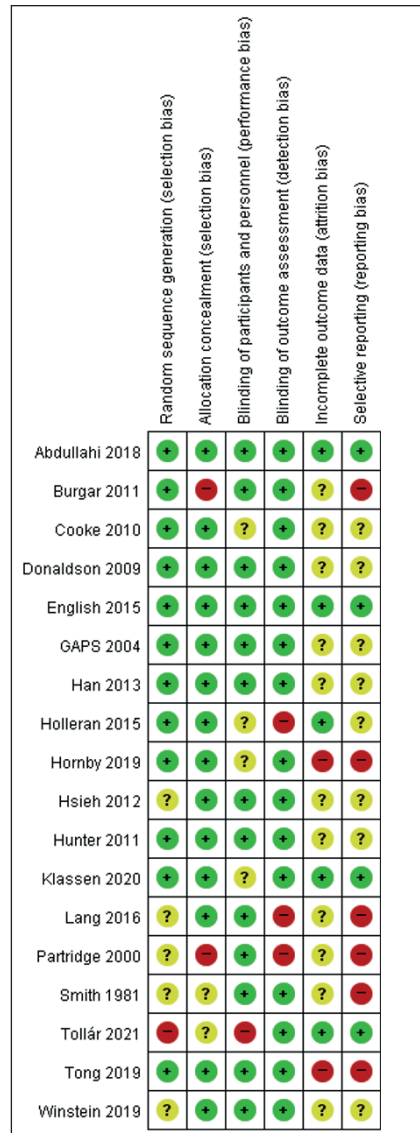 Random sequence generation (selection bias)
Allocation concealment (selection bias)
Blinding of participants and personnel (performance bias)
Blinding of outcome assessment (detection bias)
Incomplete outcome data (attrition bias)
Selective reporting (reporting bias)
Abdullahi 2018 + + + + + +
Burgar 2011 + - + + ? -
Cooke 2010 + + ? + ? ?
Donaldson 2009 + + + + ? ?
English 2015 + + + + + +
GAPS 2004 + + + + ? ?
Han 2013 + + + + ? ?
Holleran 2015 + + ? - + ?
Hornby 2019 + + ? + - -
Hsieh 2012 ? + + + ? ?
Hunter 2011 + + + + ? ?
Klassen 2020 + + ? + + +
Lang 2016 ? + + - ? -
Partridge 2000 ? - + - ? -
Smith 1981 ? ? + + ? -
Tollár 2021 - ? - + + +
Tong 2019 + + + + - -
Winstein 2019 ? + + + ? ?